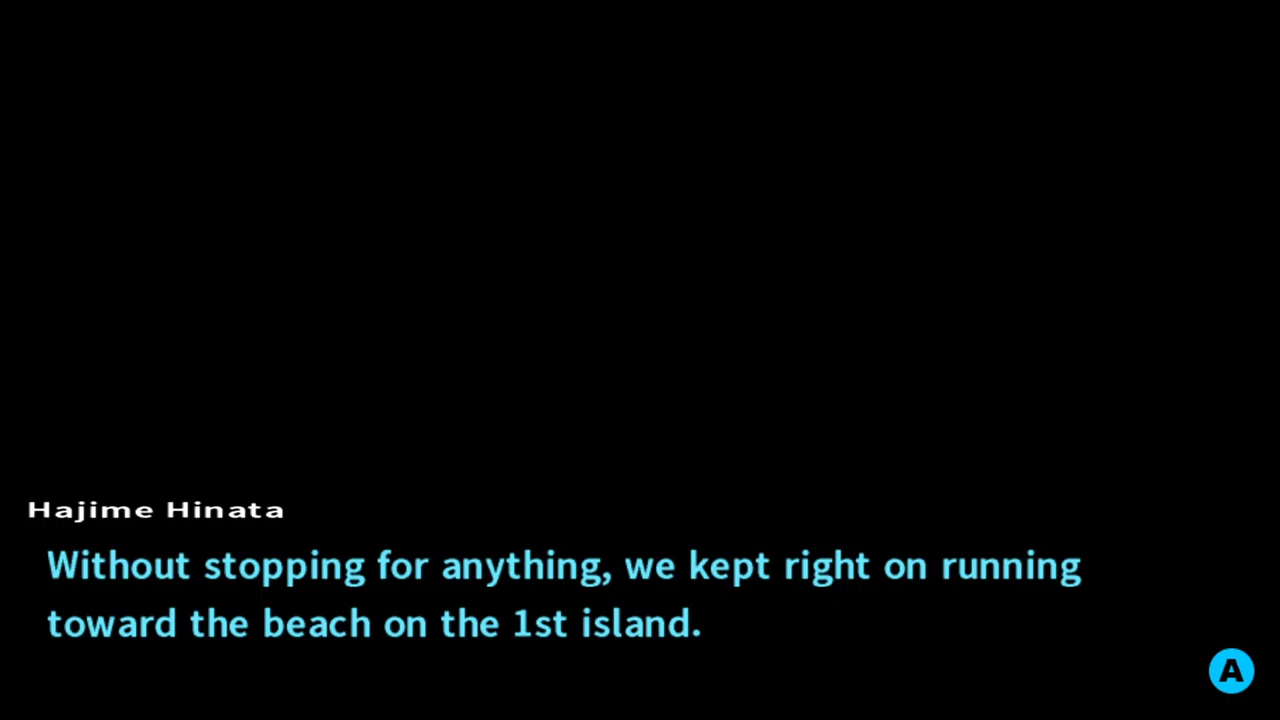 Hajime Hinata
Without stopping for anything, we kept right on running
toward the beach on the 1st island.
A